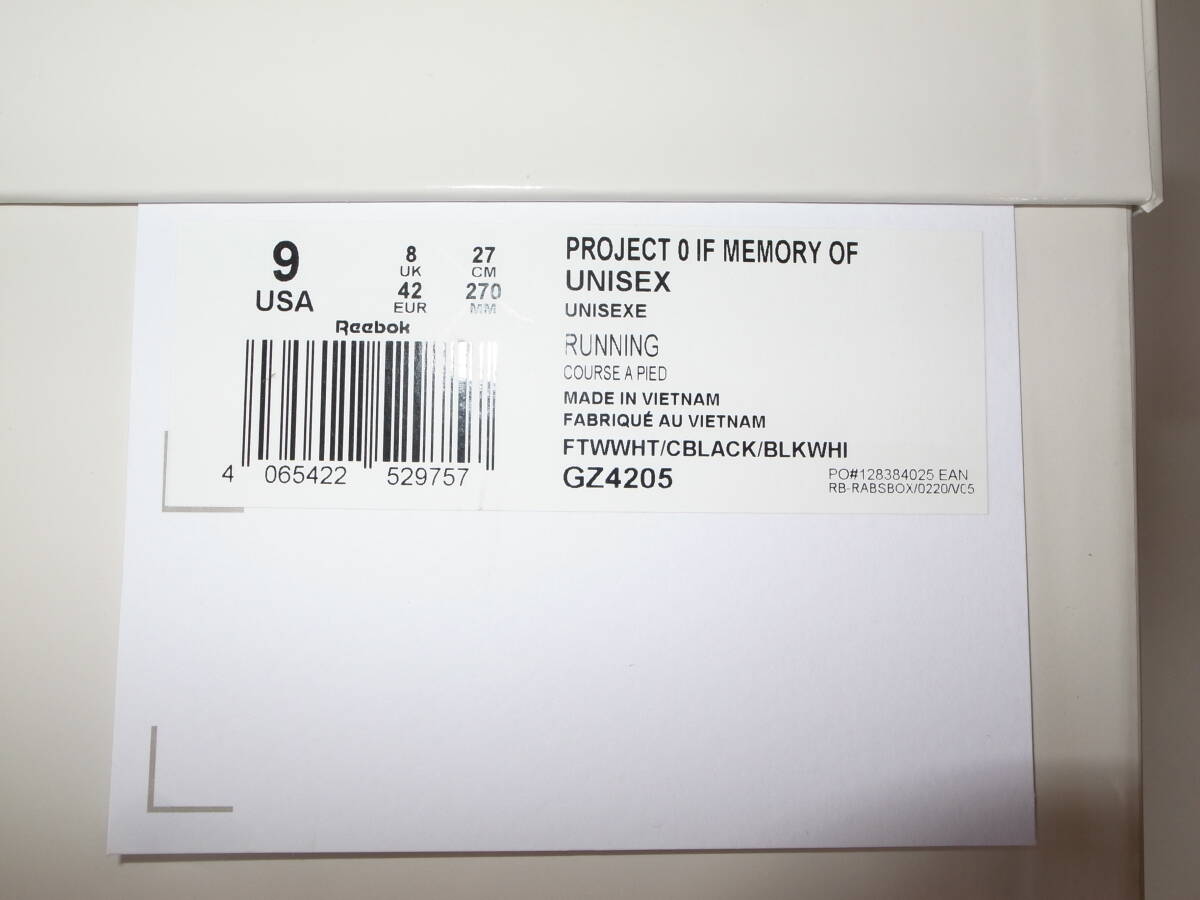 9
USA
8
UK
42
EUR
27
CM
270
MM
Reebok
4 065422 529757
PROJECT 0 IF MEMORY OF
UNISEX
UNISEXE
RUNNING
COURSE A PIED
MADE IN VIETNAM
FABRIQUÉ AU VIETNAM
FTWWHT/CBLACK/BLKWHI
GZ4205
PO#128384025 EAN
RB-RABSBOX/0220/V05